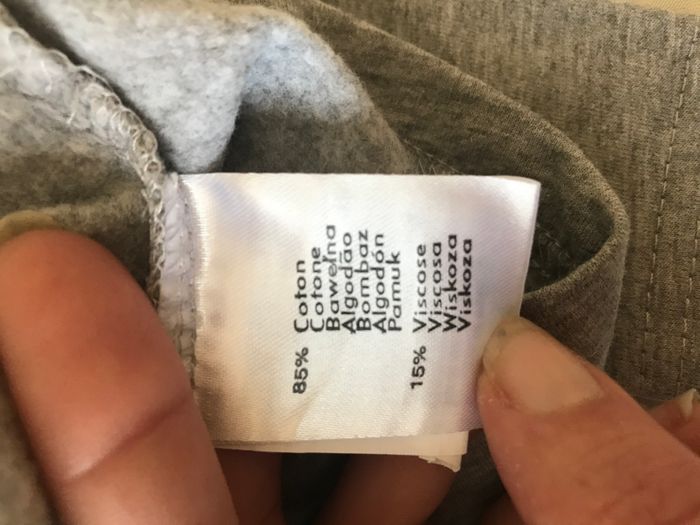 85% Coton
Cotone
Bawełna
Algodão
Bombaz
Algodón
Pamuk
15% Viscose
Viscosa
Wiskoza
Viskoza